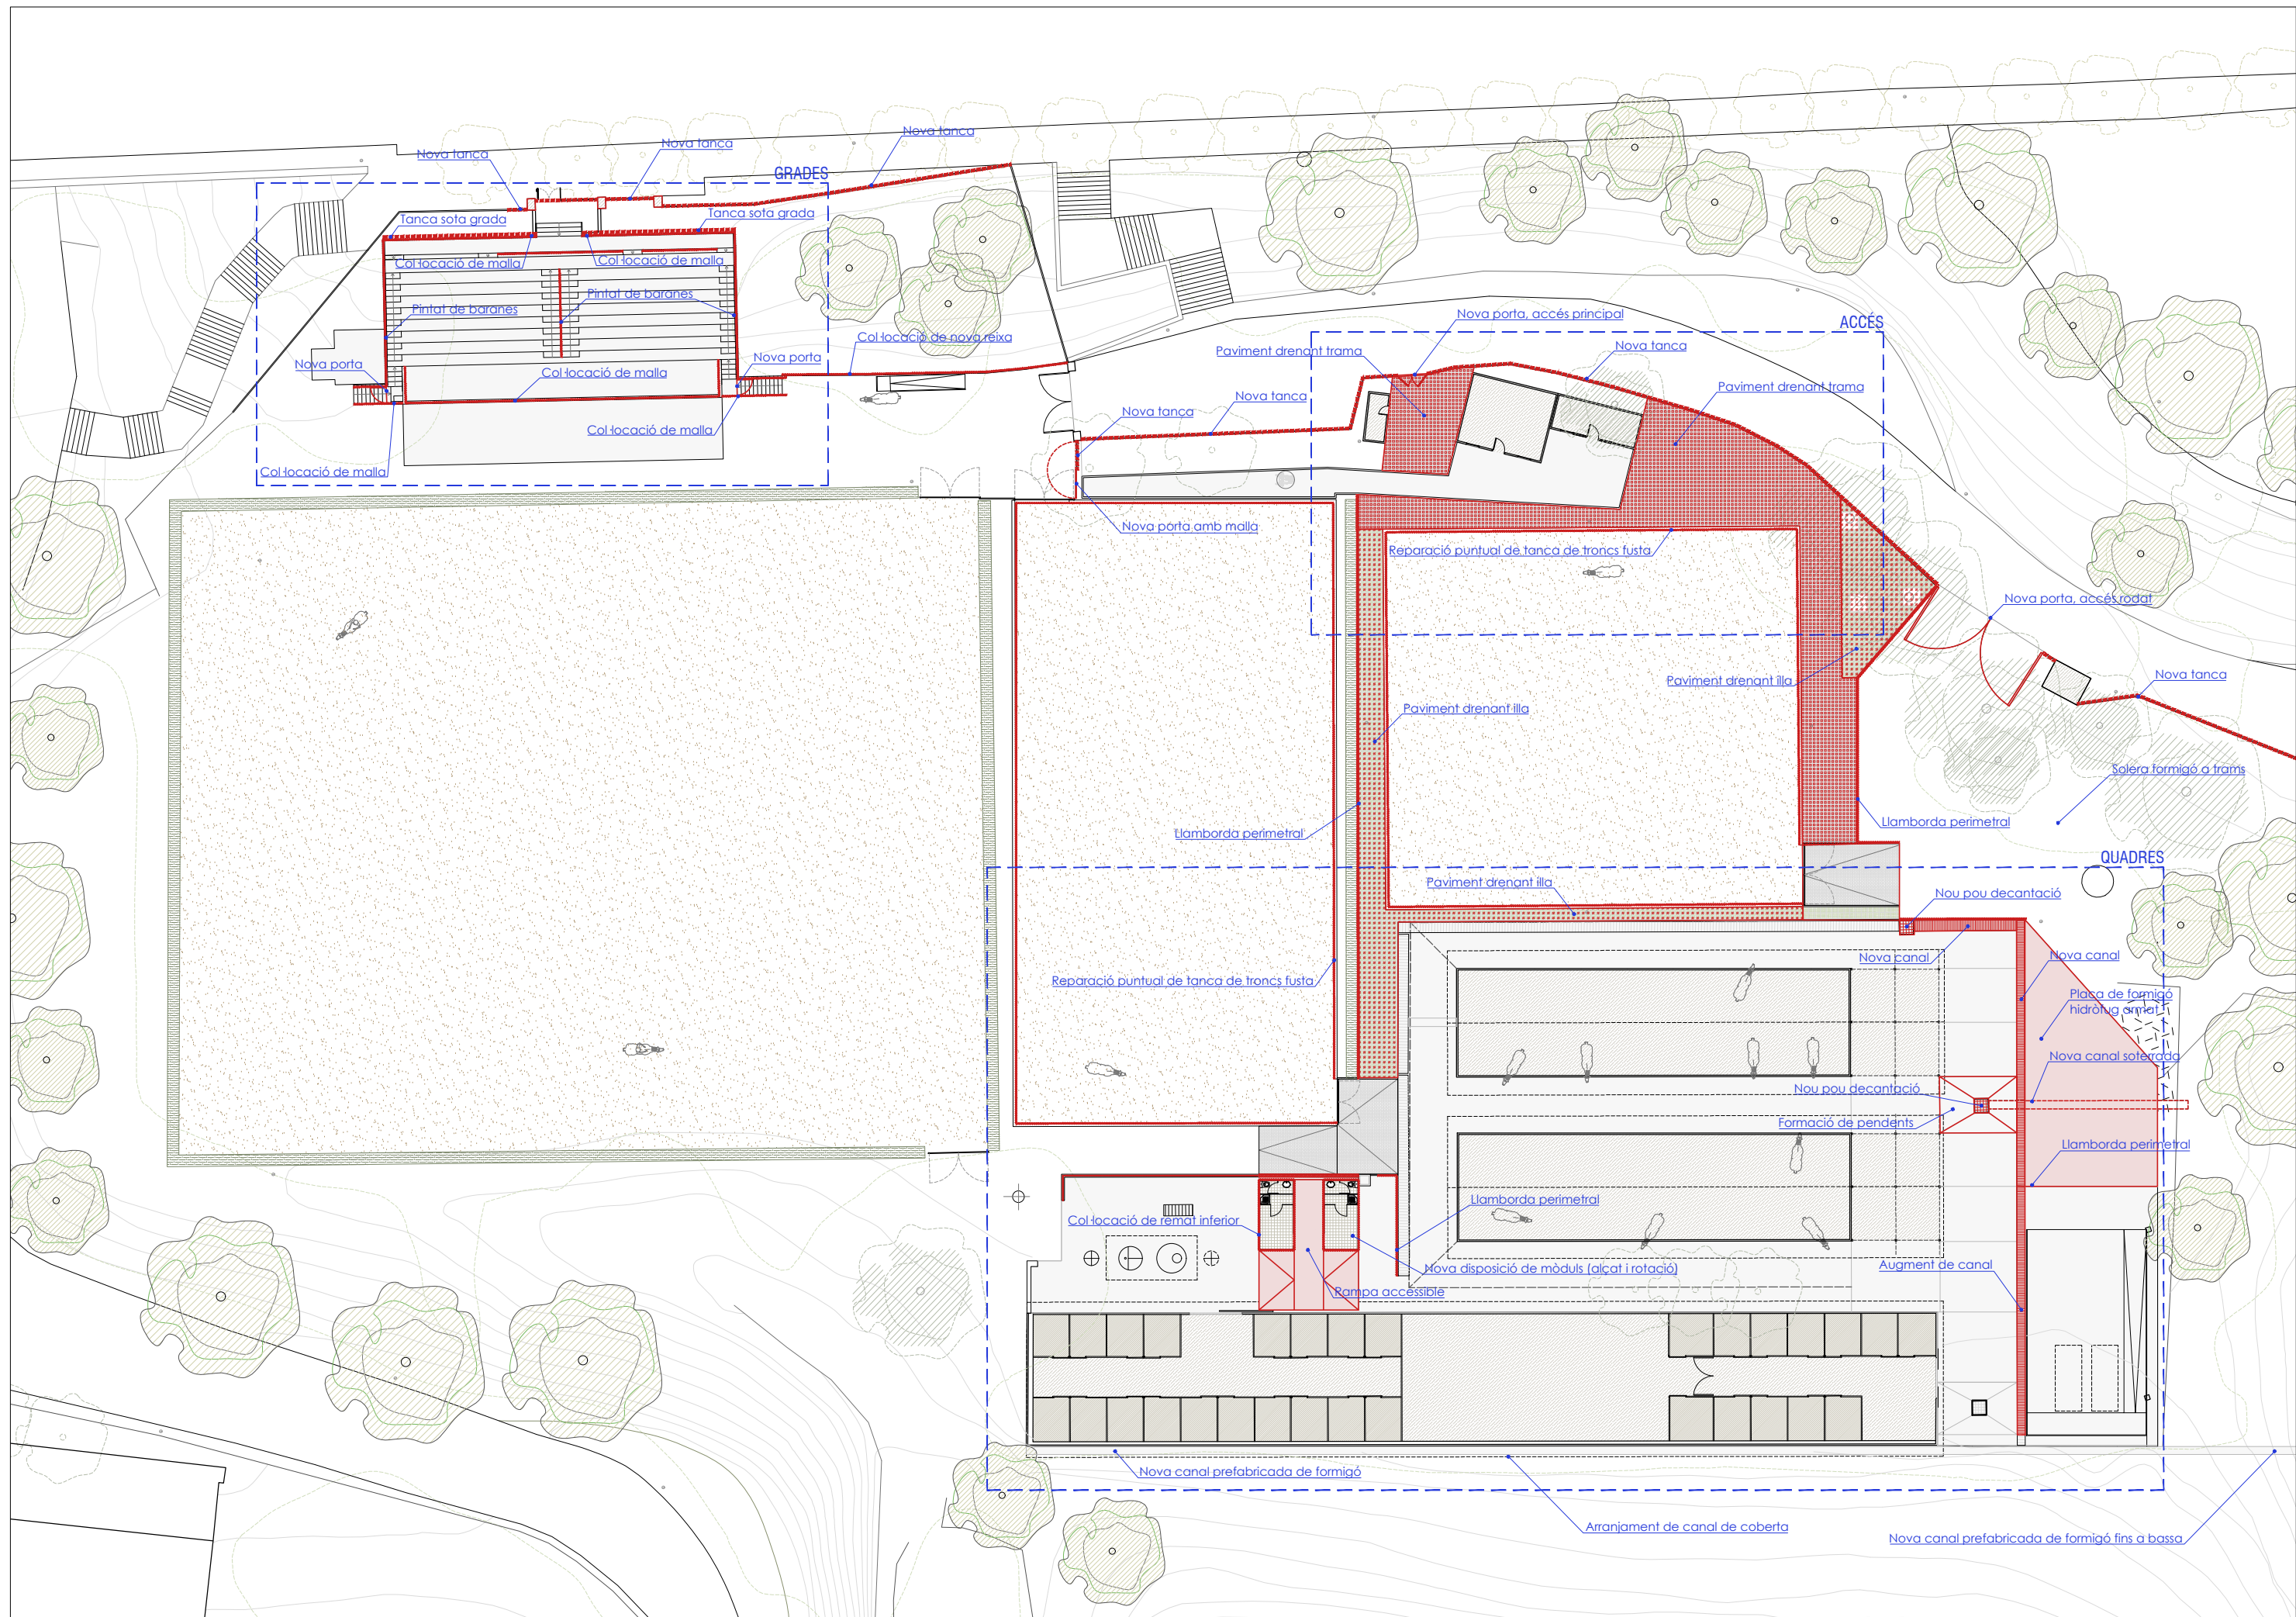 Nova tanca
Nova tanca
Nova tanca
GRADES
Tanca sota grada
Tanca sota grada
Col·locació de malla
Col·locació de malla
Pintat de baranes
Pintat de baranes
Nova porta
Col·locació de malla
Nova porta
Col·locació de nova reixa
Col·locació de malla
Col·locació de malla
Nova porta, accés principal
ACCÉS
Paviment drenant trama
Nova tanca
Paviment drenant trama
Nova tanca
Nova tanca
Nova porta amb malla
Reparació puntual de tanca de troncs fusta
Nova porta, accés rodat
Paviment drenant illa
Nova tanca
Paviment drenant illa
Solera formigó a trams
Llamborda perimetral
Llamborda perimetral
QUADRES
Paviment drenant illa
Nou pou decantació
Nova canal
Nova canal
Reparació puntual de tanca de troncs fusta
Placa de formigó
hidròfug armat
Nova canal soterrada
Nou pou decantació
Formació de pendents
Llamborda perimetral
Llamborda perimetral
Col·locació de remat inferior
Nova disposició de mòduls (alçat i rotació)
Augment de canal
Rampa accessible
Nova canal prefabricada de formigó
Arranjament de canal de coberta
Nova canal prefabricada de formigó fins a bassa